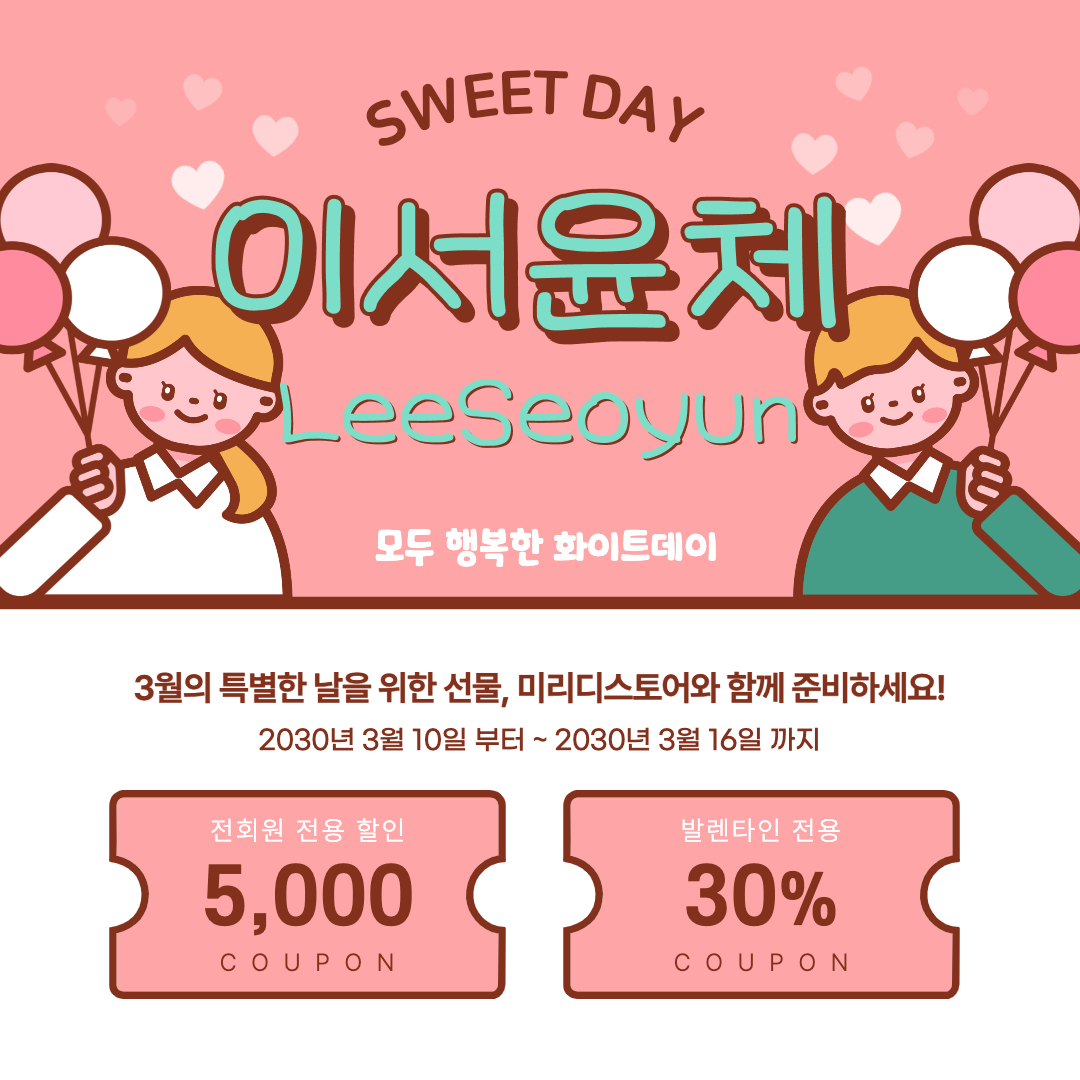 SWEET DAY
이서윤체
LeeSeoyun
모두 행복한 화이트데이
3월의 특별한 날을 위한 선물, 미리디스토어와 함께 준비하세요!
2030년 3월 10일 부터 ~ 2030년 3월 16일 까지
전회원 전용 할인
5,000
COUPON
발렌타인 전용
30%
COUPON